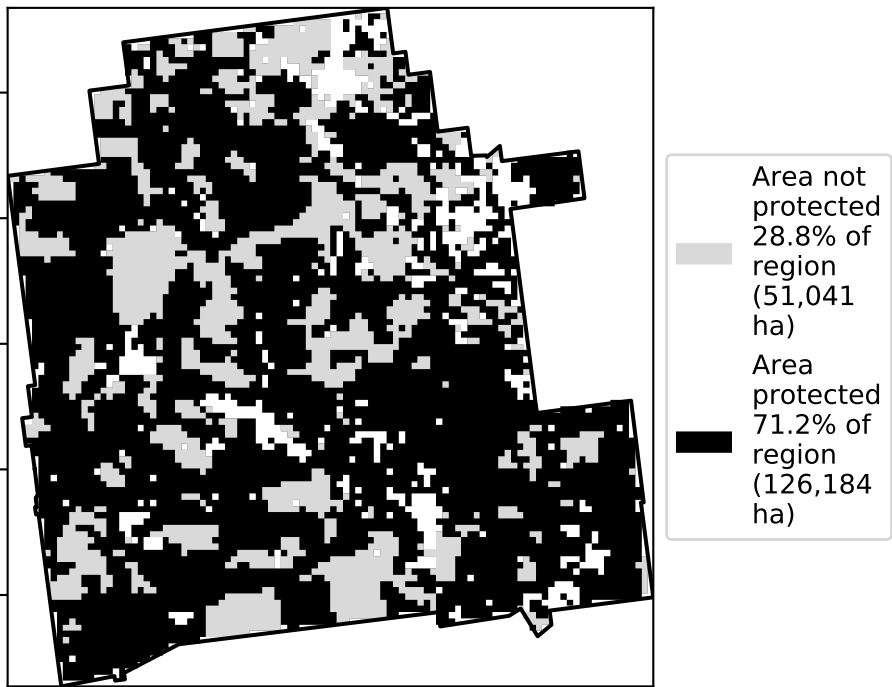 Area not
protected
28.8% of
region
(51,041
ha)
Area
protected
71.2% of
region
(126,184
ha)